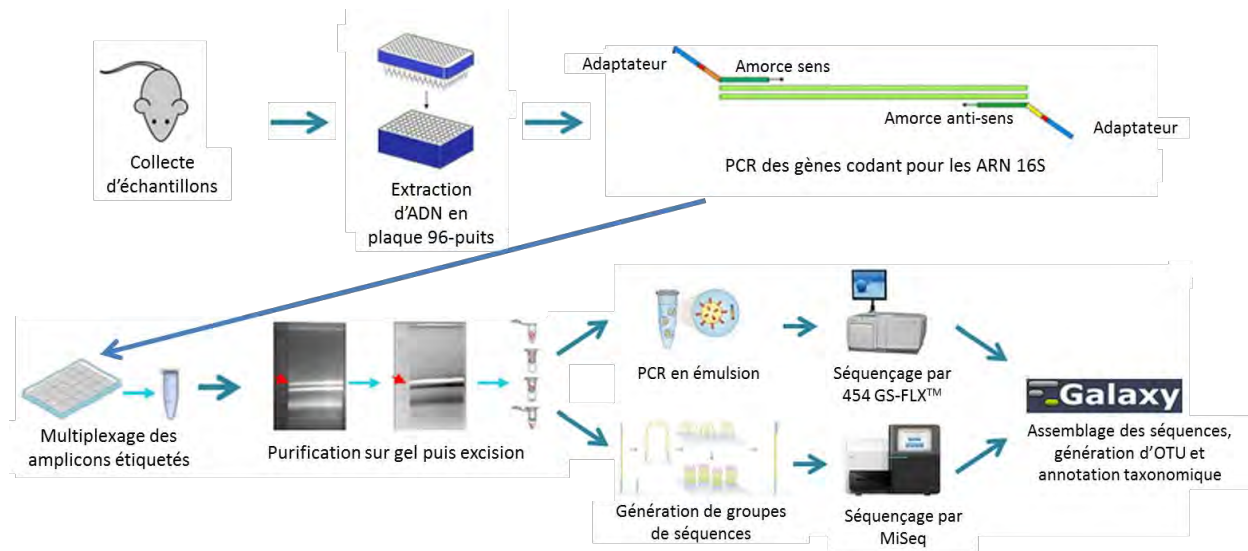 Collecte
d'échantillons
Extraction
d'ADN en
plaque 96-puits
Adaptateur
Amorce sens
Amorce anti-sens
Adaptateur
PCR des gènes codant pour les ARN 16S
Multiplexage des
amplicons étiquetés
Purification sur gel puis excision
PCR en émulsion
Séquençage par
454 GS-FLX™
Génération de groupes
de séquences
Séquençage par
MiSeq
Galaxy
Assemblage des séquences,
génération d'OTU et
annotation taxonomique